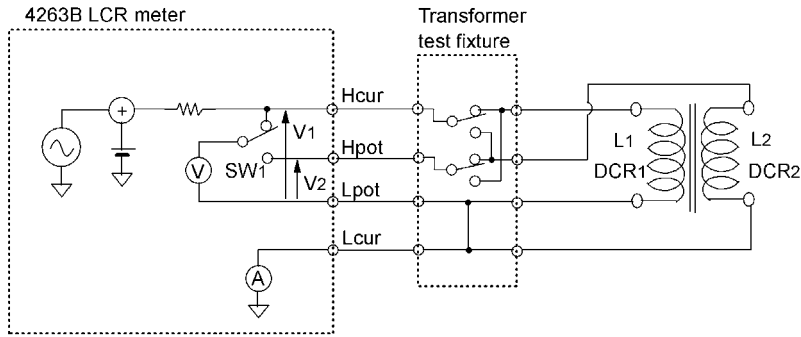 4263B LCR meter
Transformer
test fixture
Hcur
Hpot
Lpot
Lcur
+
V1
V
SW1
V2
A
L1
DCR1
L2
DCR2